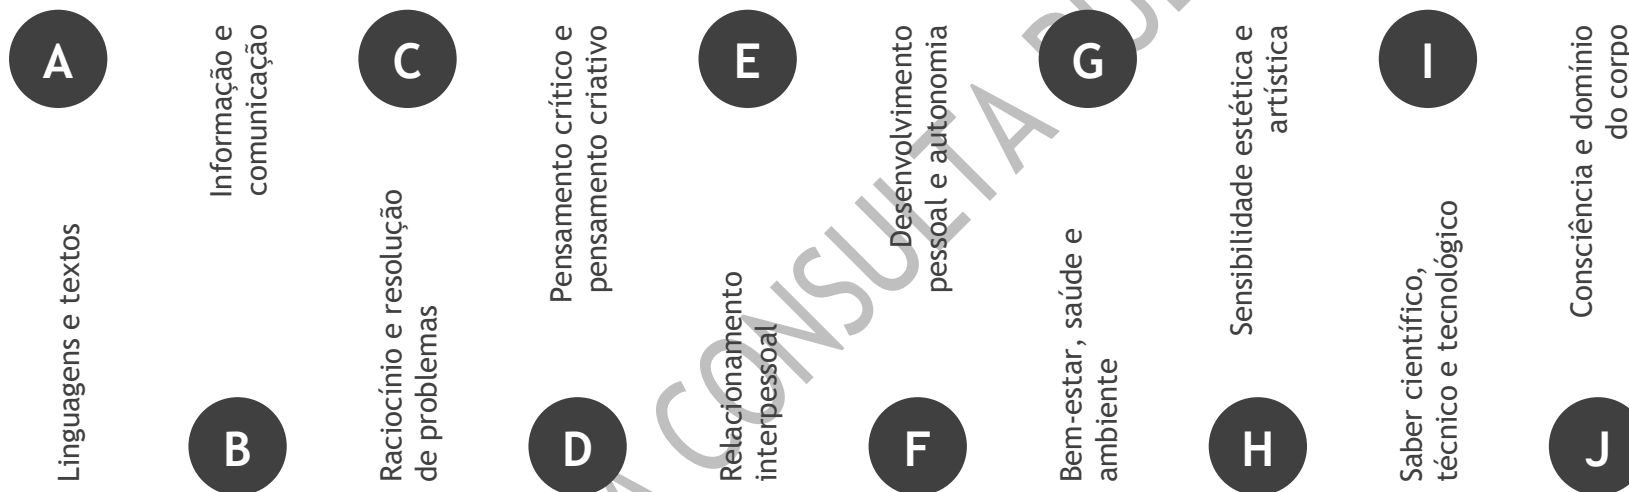 A
Linguagens e textos
Informação e
comunicação
B
C
Raciocínio e resolução
de problemas
Pensamento crítico e
pensamento criativo
D
E
Relacionamento
interpessoal
Desenvolvimento
pessoal e autonomia
F
G
Bem-estar, saúde e
ambiente
Sensibilidade estética e
artística
H
I
Saber científico,
técnico e tecnológico
Consciência e domínio
do corpo
J
A CONSULTA